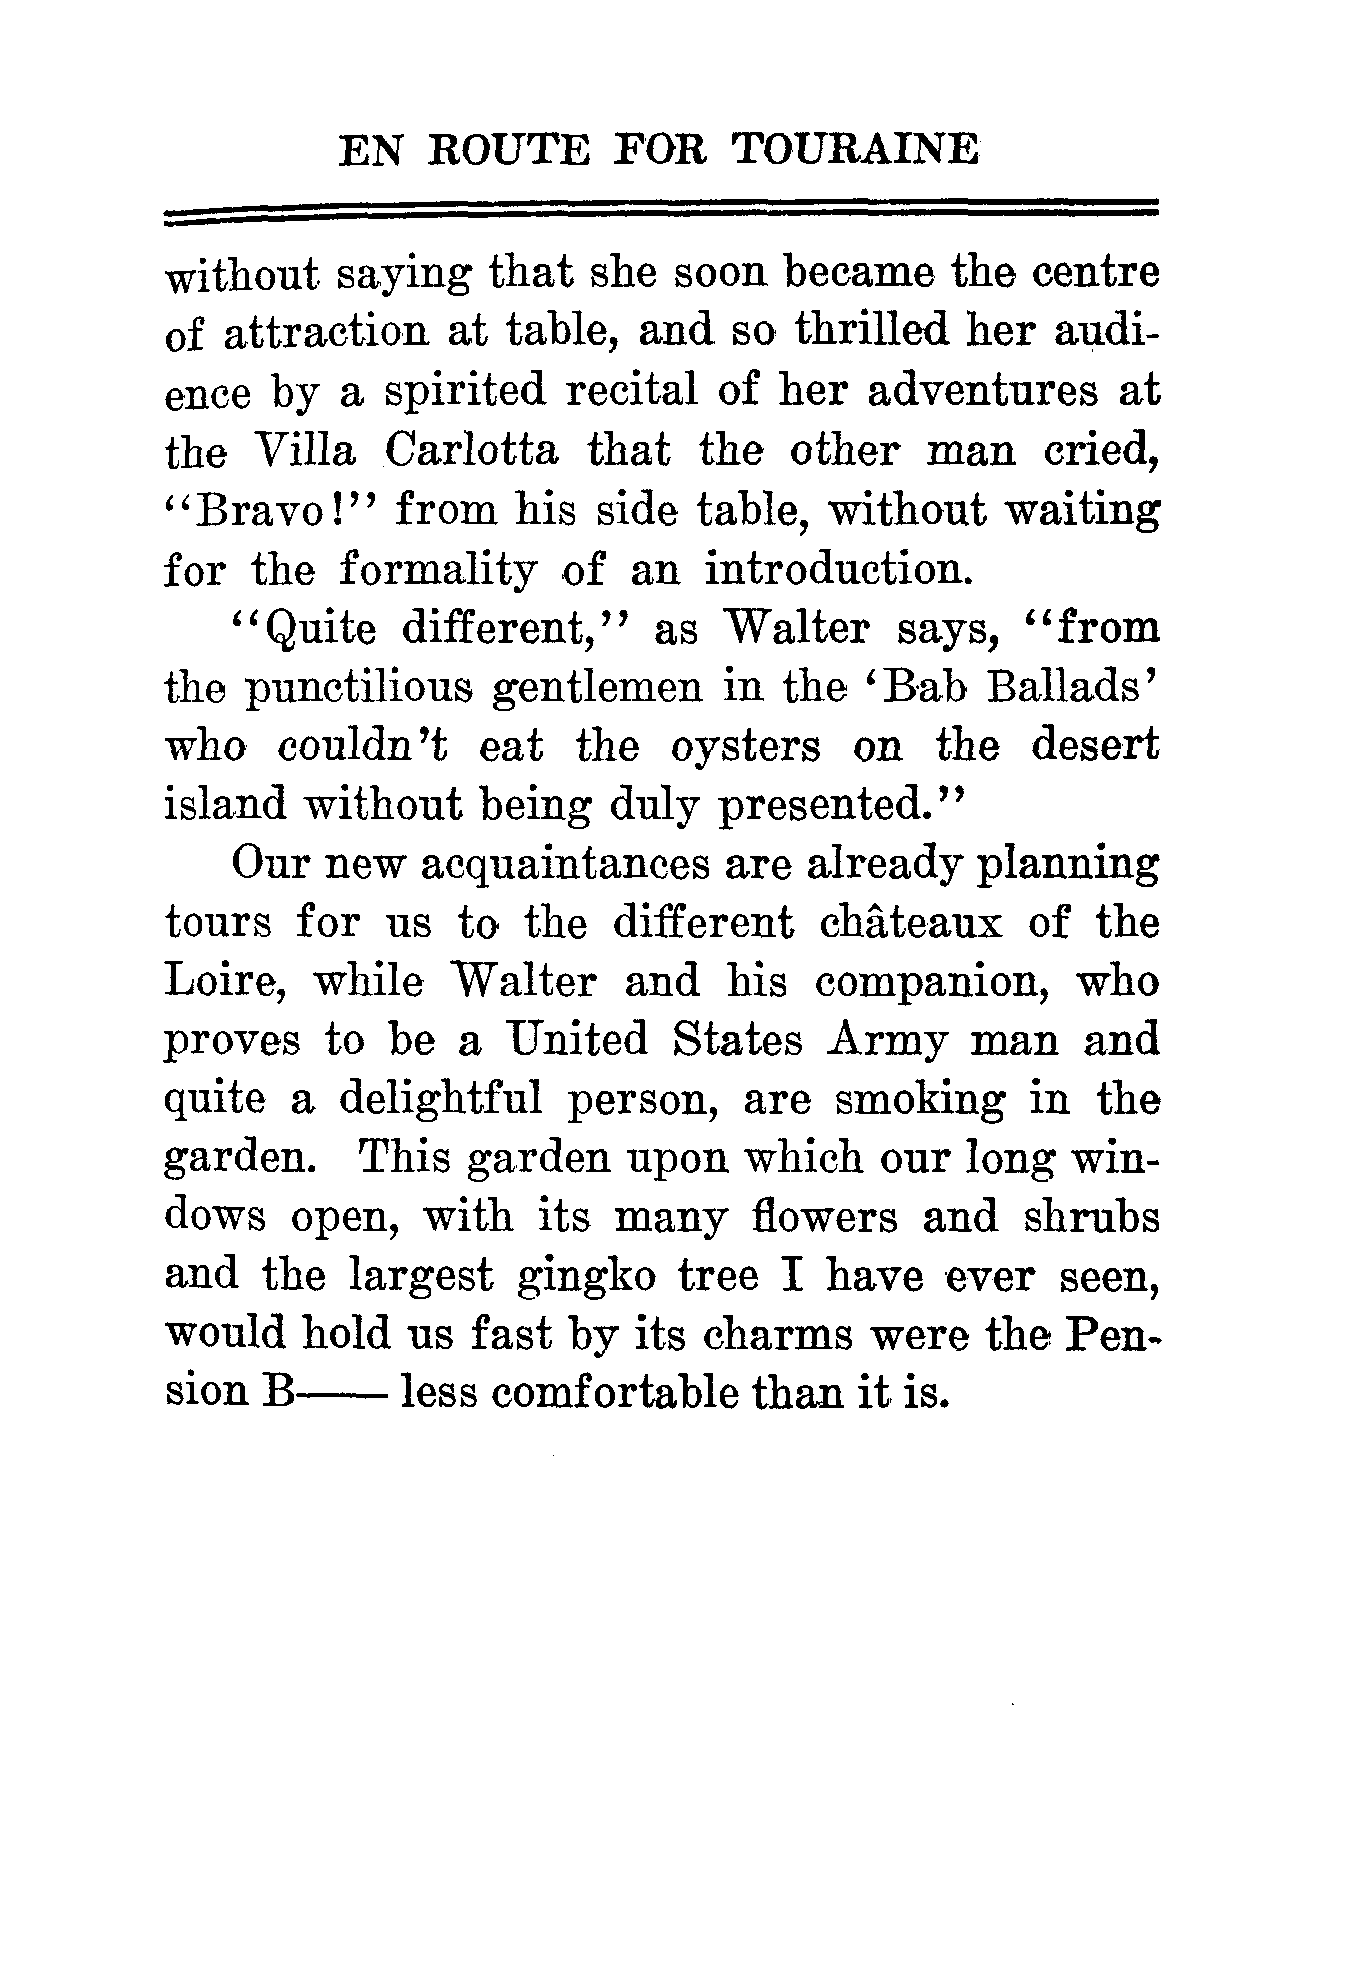 EN ROUTE FOR TOURAINE
without saying that she soon became the centre
of attraction at table, and so thrilled her audi-
ence by a spirited recital of her adventures at
the Villa Carlotta that the other man cried,
“Bravo!” from his side table, without waiting
for the formality of an introduction.
“Quite different,” as Walter says, “from
the punctilious gentlemen in the ‘Bab Ballads’
who couldn’t eat the oysters on the desert
island without being duly presented.”
Our new acquaintances are already planning
tours for us to the different châteaux of the
Loire, while Walter and his companion, who
proves to be a United States Army man and
quite a delightful person, are smoking in the
garden. This garden upon which our long win-
dows open, with its many flowers and shrubs
and the largest gingko tree I have ever seen,
would hold us fast by its charms were the Pen-
sion B—— less comfortable than it is.